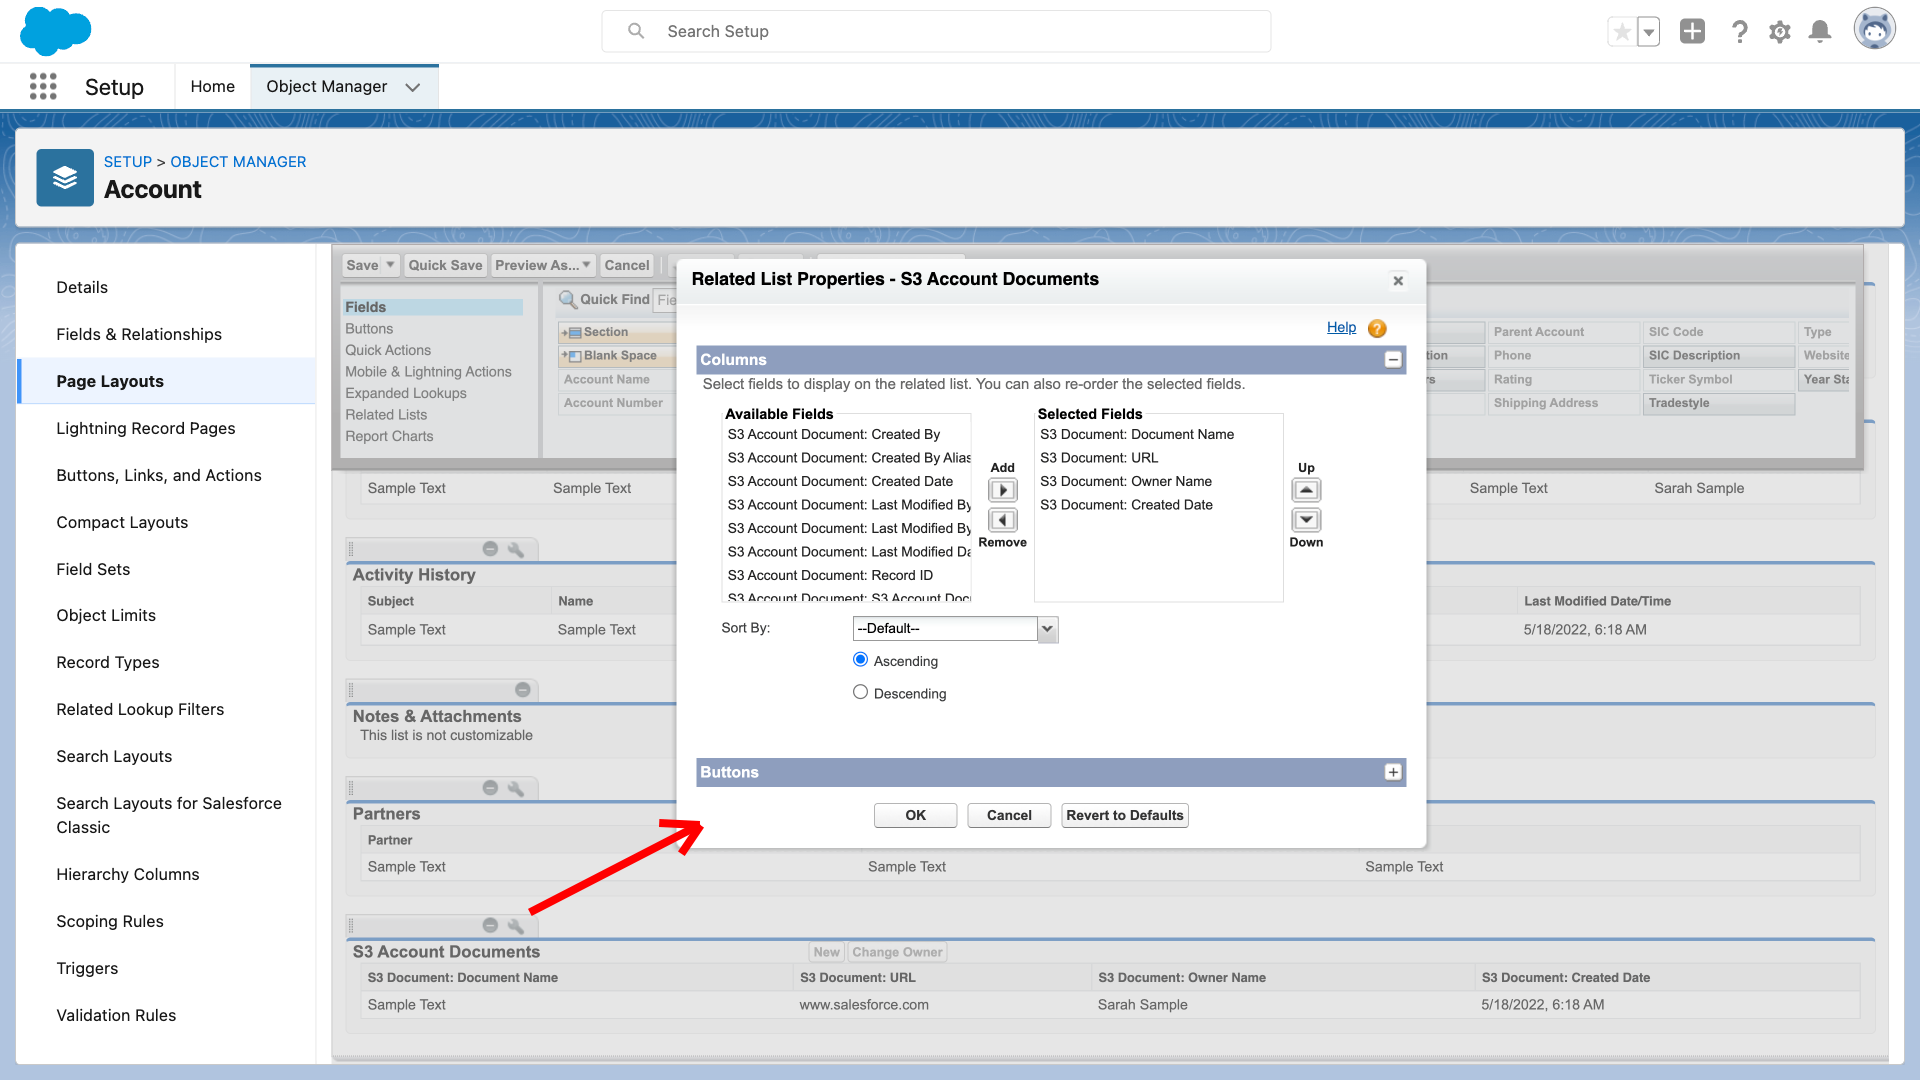 Search Setup
Setup
Home
Object Manager
SETUP > OBJECT MANAGER
Account
Details
Fields & Relationships
Page Layouts
Lightning Record Pages
Buttons, Links, and Actions
Compact Layouts
Field Sets
Object Limits
Record Types
Related Lookup Filters
Search Layouts
Search Layouts for Salesforce
Classic
Hierarchy Columns
Scoping Rules
Triggers
Validation Rules
Save Quick Save Preview As... Cancel
Fields
Buttons
Quick Actions
Mobile & Lightning Actions
Expanded Lookups
Related Lists
Report Charts
Quick Find Fie
Section
Blank Space
Account Name
Account Number
Parent Account SIC Code Type
tion Phone SIC Description Website
rs Rating Ticker Symbol Year Sta
Shipping Address Tradestyle
Sample Text Sample Text Sample Text Sarah Sample
Activity History
Subject Name Last Modified Date/Time
Sample Text Sample Text 5/18/2022, 6:18 AM
Notes & Attachments
This list is not customizable
Partners
Partner
Sample Text Sample Text Sample Text
S3 Account Documents New Change Owner
S3 Document: Document Name S3 Document: URL S3 Document: Owner Name S3 Document: Created Date
Sample Text www.salesforce.com Sarah Sample 5/18/2022, 6:18 AM
Related List Properties - S3 Account Documents
Help ?
Columns
Select fields to display on the related list. You can also re-order the selected fields.
Available Fields
S3 Account Document: Created By
S3 Account Document: Created By Alias
S3 Account Document: Created Date
S3 Account Document: Last Modified By
S3 Account Document: Last Modified By
S3 Account Document: Last Modified Da
S3 Account Document: Record ID
S3 Account Document: S3 Account Docu
Add
Remove
Selected Fields
S3 Document: Document Name
S3 Document: URL
S3 Document: Owner Name
S3 Document: Created Date
Up
Down
Sort By: --Default--
Ascending
Descending
Buttons
OK Cancel Revert to Defaults